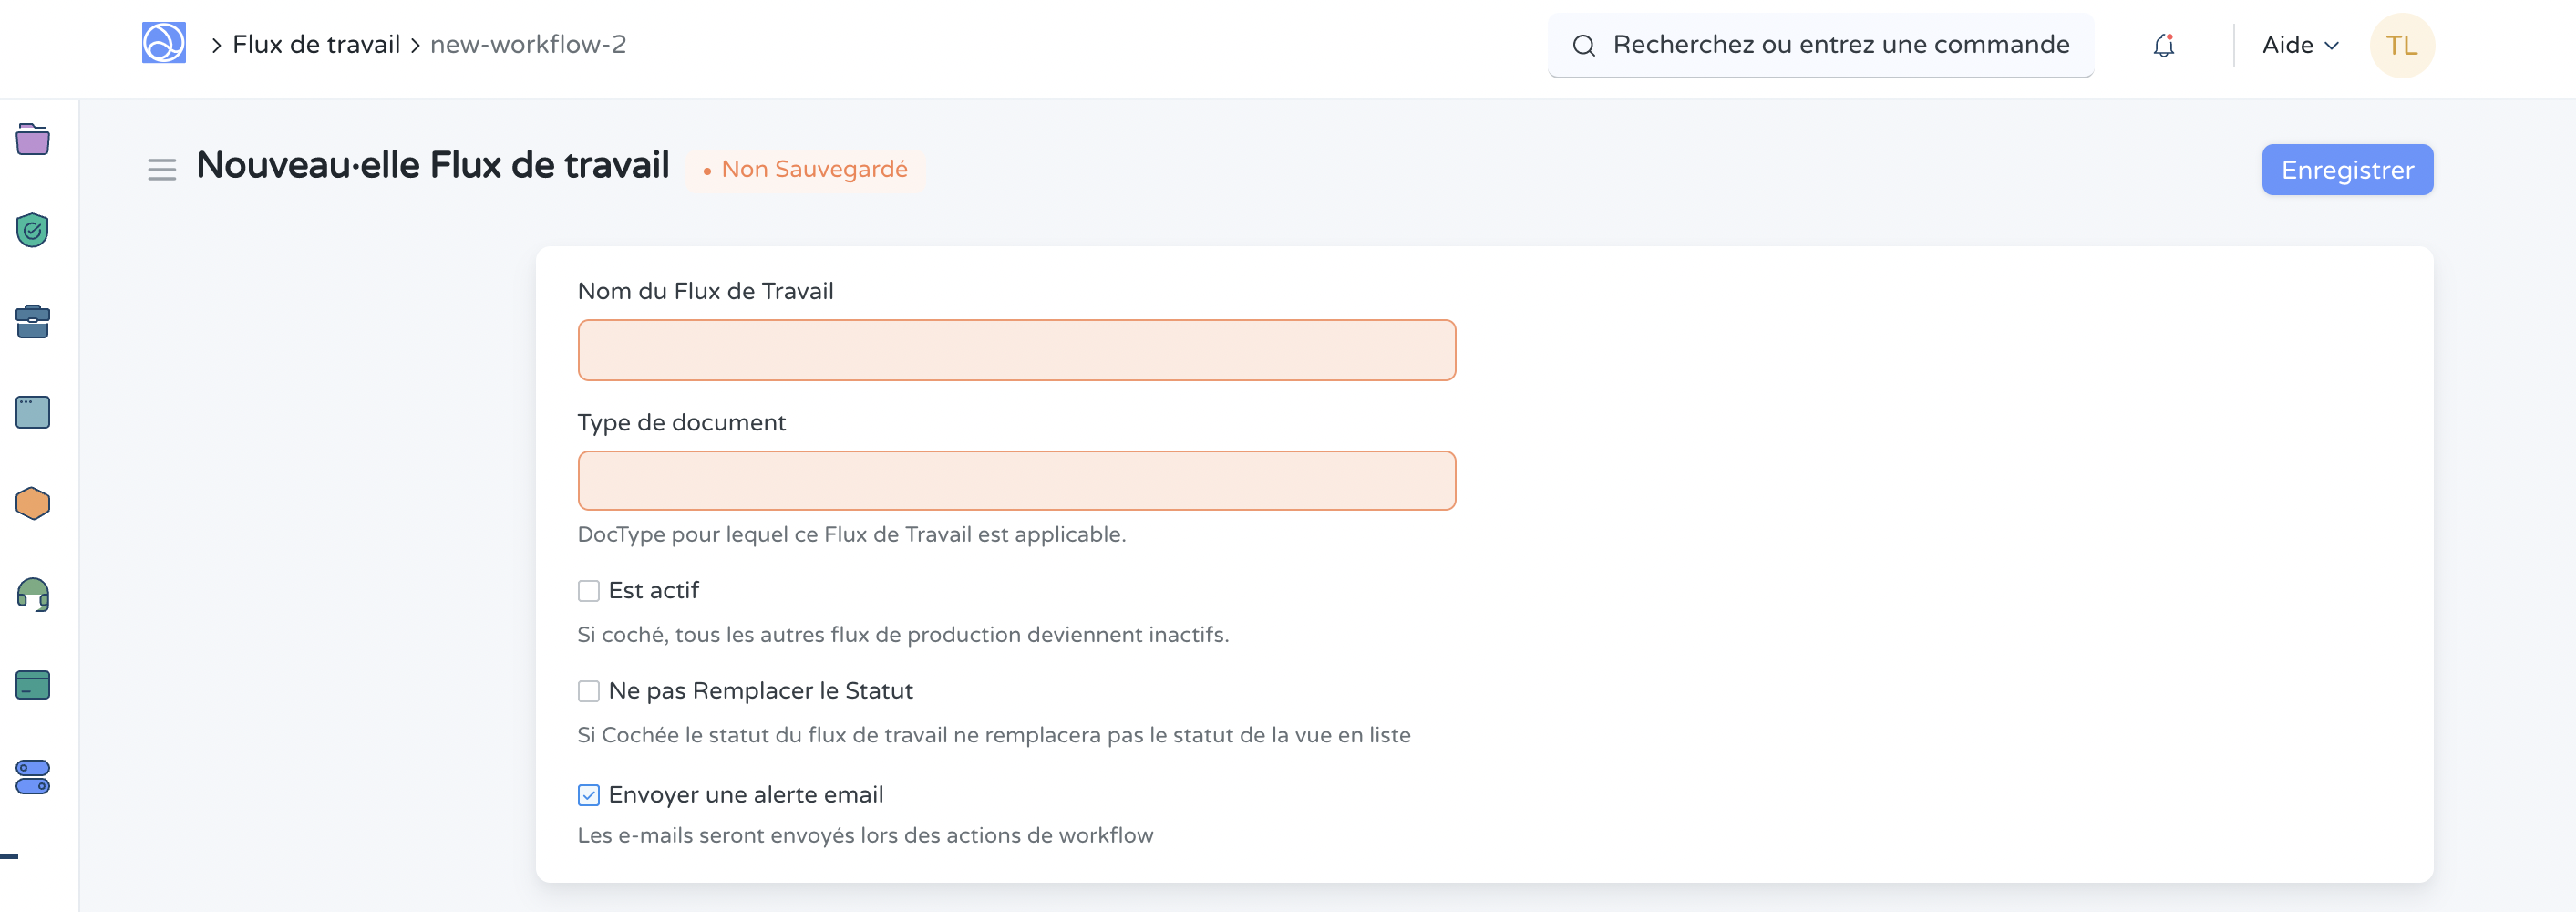 Flux de travail new-workflow-2
Recherchez ou entrez une commande
Aide
TL
Nouveau·elle Flux de travail
Non Sauvegardé
Enregistrer
Nom du Flux de Travail
Type de document
DocType pour lequel ce Flux de Travail est applicable.
Est actif
Si coché, tous les autres flux de production deviennent inactifs.
Ne pas Remplacer le Statut
Si Cochée le statut du flux de travail ne remplacera pas le statut de la vue en liste
Envoyer une alerte email
Les e-mails seront envoyés lors des actions de workflow